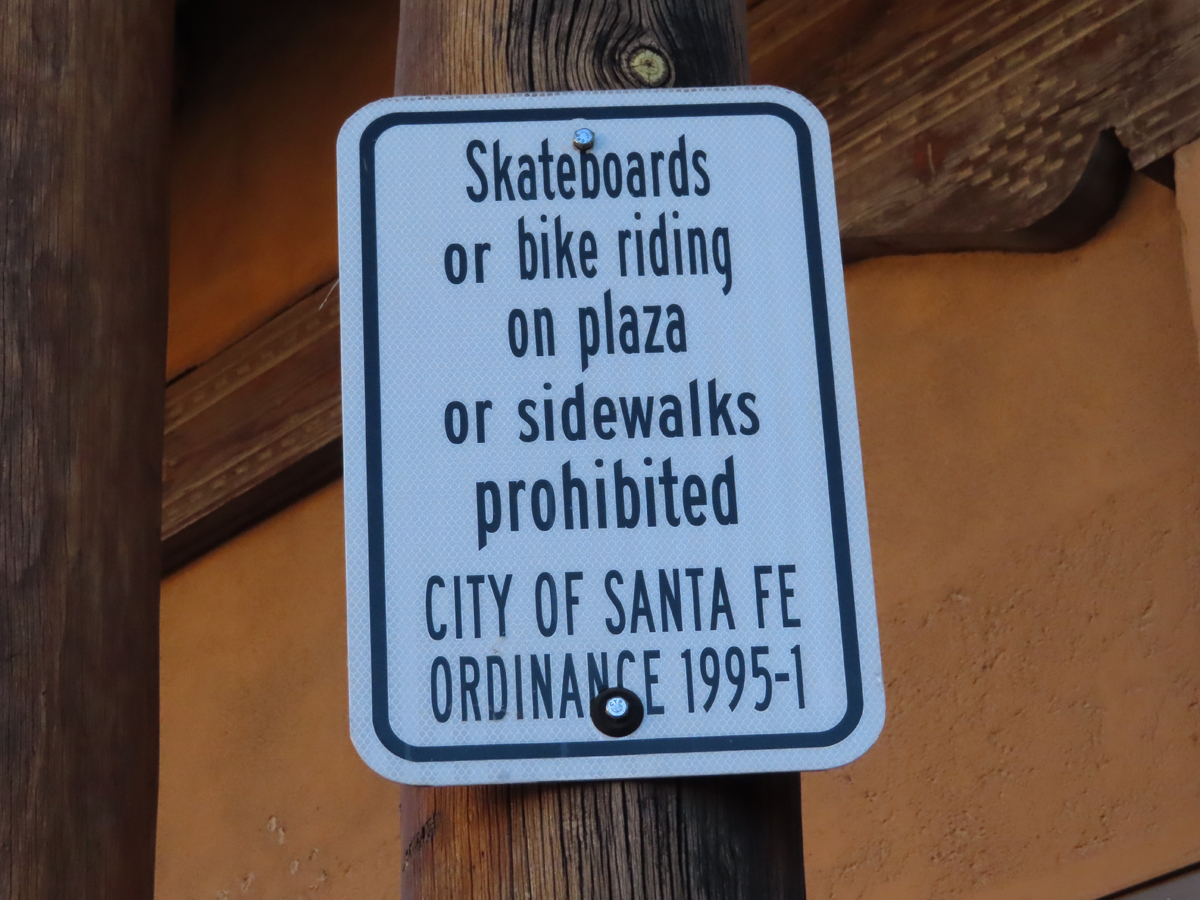 Skateboards
or bike riding
on plaza
or sidewalks
prohibited
CITY OF SANTA FE
ORDINANCE 1995-1